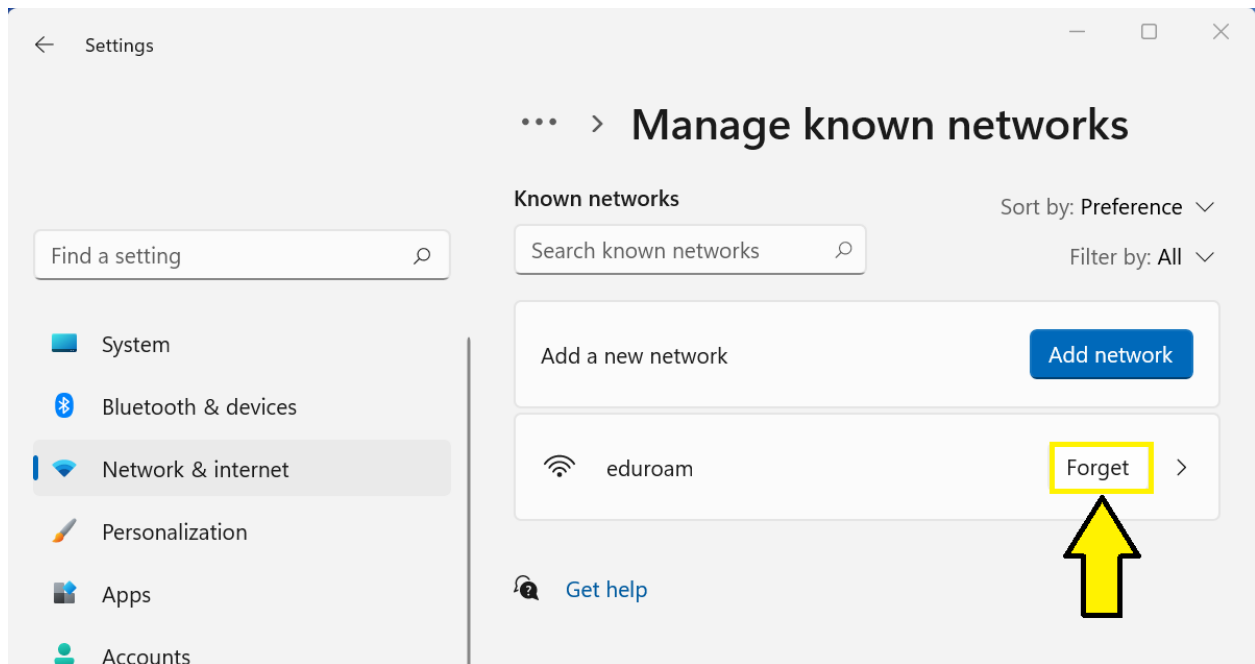 Settings
••• > Manage known networks
Known networks
Sort by: Preference
Search known networks
Filter by: All
Find a setting
Add a new network
Add network
eduroam
Forget
Get help
System
Bluetooth & devices
Network & internet
Personalization
Apps
Accounts